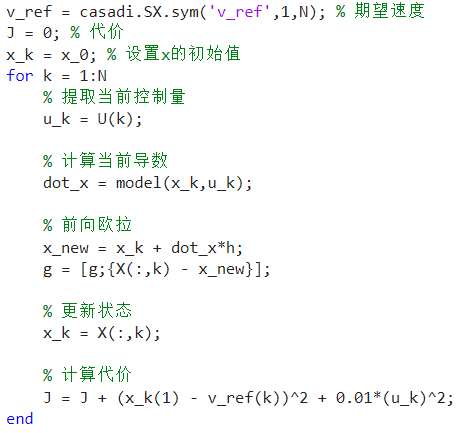 v_ref = casadi.SX.sym('v_ref',1,N); % 期望速度
J = 0; % 代价
x_k = x_0; % 设置x的初始值
for k = 1:N
    % 提取当前控制量
    u_k = U(k);

    % 计算当前导数
    dot_x = model(x_k,u_k);

    % 前向欧拉
    x_new = x_k + dot_x*h;
    g = [g;{X(:,k) - x_new}];

    % 更新状态
    x_k = X(:,k);

    % 计算代价
    J = J + (x_k(1) - v_ref(k))^2 + 0.01*(u_k)^2;
end